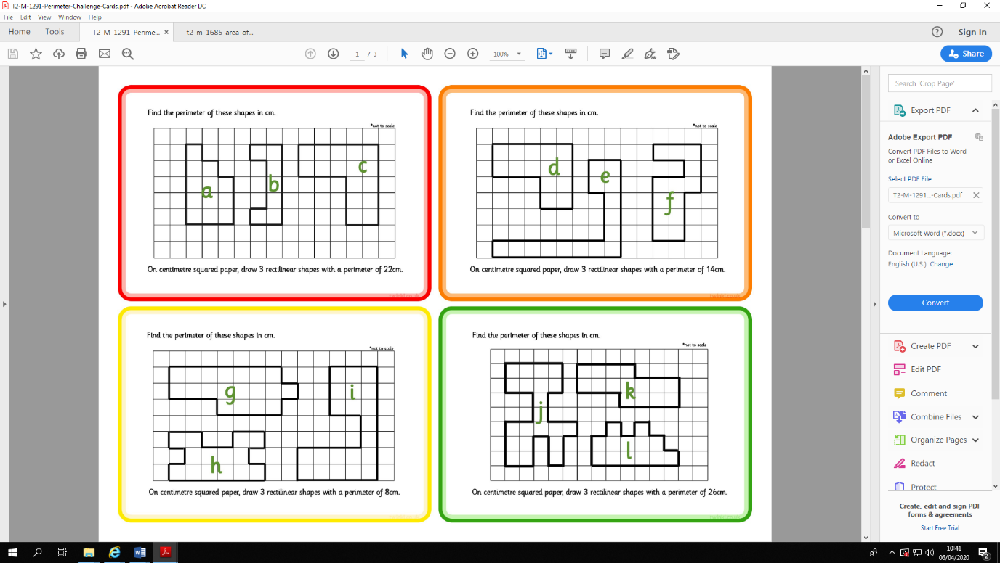 T2-M-1291-Perimeter-Challenge-Cards.pdf - Adobe Acrobat Reader DC
File Edit View Window Help
Home Tools T2-M-1291-Perime... × t2-m-1685-area-of... ? Sign In
1 / 3 100% Share
Find the perimeter of these shapes in cm.
*not to scale
a b c
On centimetre squared paper, draw 3 rectilinear shapes with a perimeter of 22cm.
twinkl.co.uk
Find the perimeter of these shapes in cm.
*not to scale
d e f
On centimetre squared paper, draw 3 rectilinear shapes with a perimeter of 14cm.
twinkl.co.uk
Find the perimeter of these shapes in cm.
*not to scale
g i
h
On centimetre squared paper, draw 3 rectilinear shapes with a perimeter of 8cm.
Find the perimeter of these shapes in cm.
*not to scale
j k
l
On centimetre squared paper, draw 3 rectilinear shapes with a perimeter of 26cm.
Search 'Crop Page'
Export PDF
Adobe Export PDF
Convert PDF Files to Word
or Excel Online
Select PDF File
T2-M-1291...-Cards.pdf
Convert to
Microsoft Word (*.docx)
Document Language:
English (U.S.) Change
Convert
Create PDF
Edit PDF
Comment
Combine Files
Organize Pages
Redact
Protect
Create, edit and sign PDF
forms & agreements
Start Free Trial
10:41
06/04/2020
2